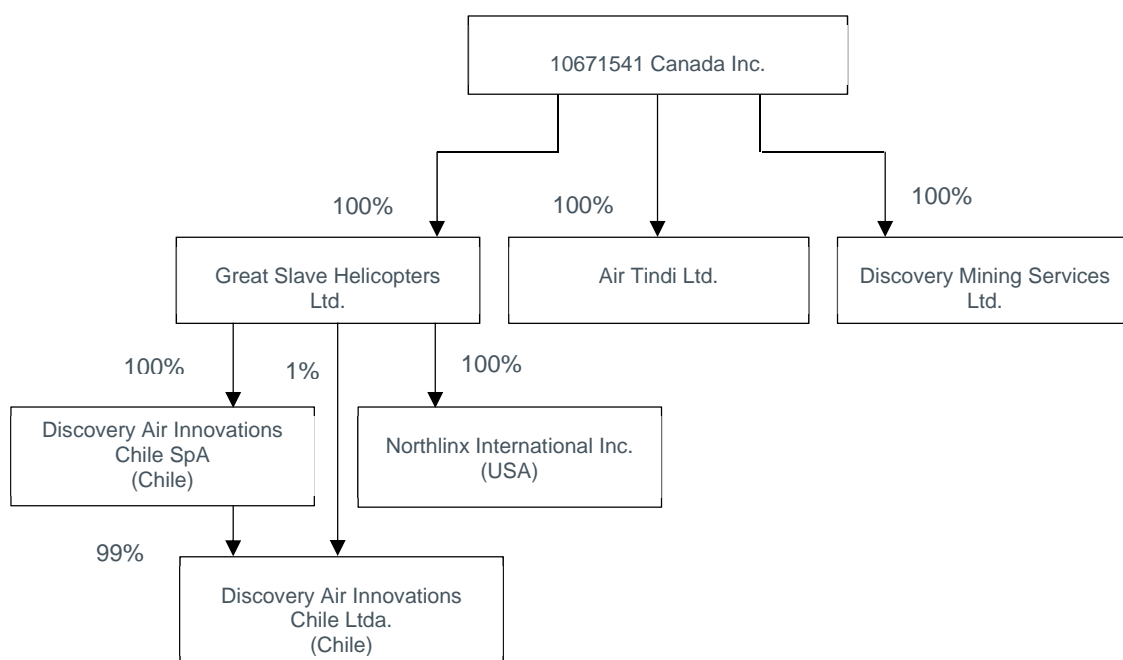 10671541 Canada Inc.
100%
100%
100%
Great Slave Helicopters
Ltd.
Air Tindi Ltd.
Discovery Mining Services
Ltd.
100%
1%
100%
Discovery Air Innovations
Chile SpA
(Chile)
Northlinx International Inc.
(USA)
99%
Discovery Air Innovations
Chile Ltda.
(Chile)